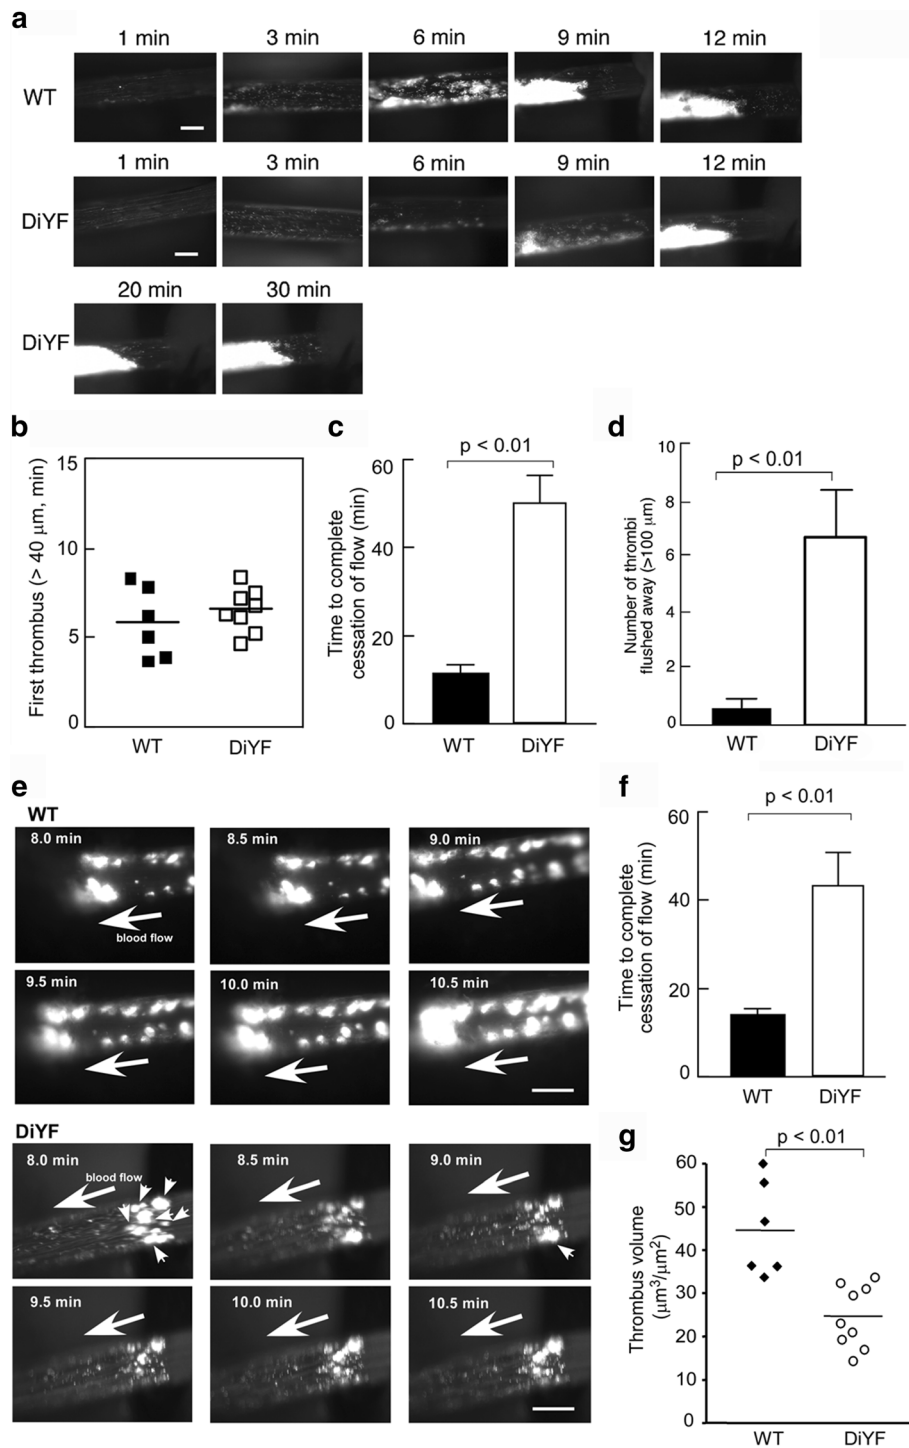 a
1 min 3 min 6 min 9 min 12 min
WT
1 min 3 min 6 min 9 min 12 min
DiYF
20 min 30 min
DiYF
b
First thrombus (> 40 μm, min)
15
10
5
0
WT DiYF
c
p < 0.01
Time to complete
cessation of flow (min)
60
40
20
0
WT DiYF
d
p < 0.01
Number of thrombi
flushed away (>100 μm)
10
8
6
4
2
0
WT DiYF
e
WT
8.0 min 8.5 min 9.0 min
blood flow
9.5 min 10.0 min 10.5 min
DiYF
8.0 min 8.5 min 9.0 min
blood flow
9.5 min 10.0 min 10.5 min
f
p < 0.01
Time to complete
cessation of flow (min)
60
40
20
0
WT DiYF
g
p < 0.01
Thrombus volume
(μm³/μm²)
60
50
40
30
20
10
0
WT DiYF